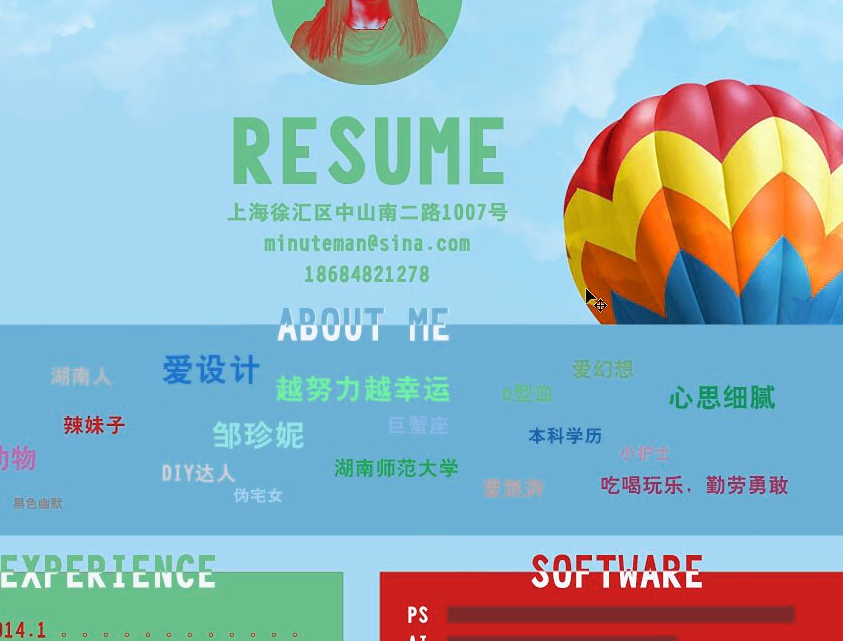 RESUME
上海徐汇区中山南二路1007号
minuteman@sina.com
18684821278
ABOUT ME
湖南人
爱设计
越努力越幸运
O型血
爱幻想
心思细腻
辣妹子
邹珍妮
巨蟹座
本科学历
小护士
动物
DIY达人
湖南师范大学
爱旅游
吃喝玩乐，勤劳勇敢
黑色幽默
伪宅女
EXPERIENCE
SOFTWARE
014.1
PS
AI